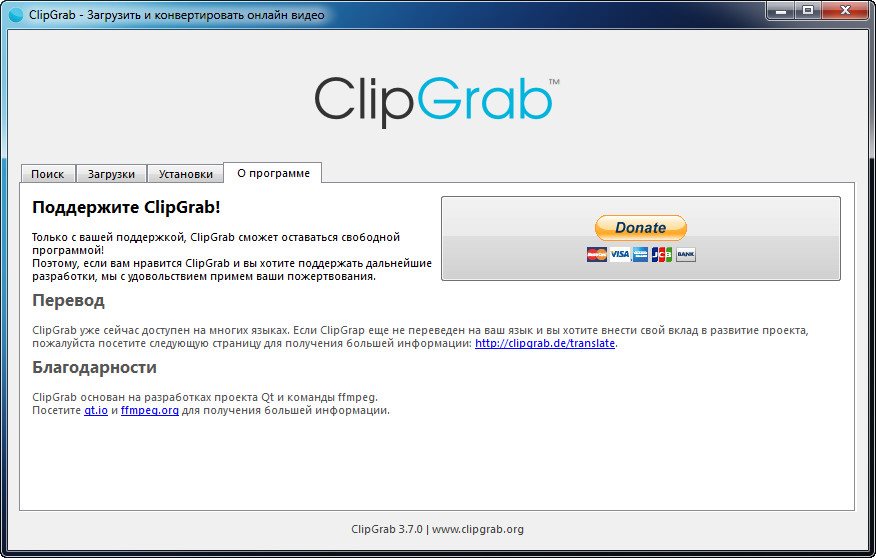 ClipGrab - Загрузить и конвертировать онлайн видео
ClipGrab™
Поиск Загрузки Установки О программе
Поддержите ClipGrab!
Только с вашей поддержкой, ClipGrab сможет оставаться свободной
программой!
Поэтому, если вам нравится ClipGrab и вы хотите поддержать дальнейшие
разработки, мы с удовольствием примем ваши пожертвования.
Donate
MasterCard VISA AMERICAN EXPRESS JCB BANK
Перевод
ClipGrab уже сейчас доступен на многих языках. Если ClipGrap еще не переведен на ваш язык и вы хотите внести свой вклад в развитие проекта,
пожалуйста посетите следующую страницу для получения большей информации: http://clipgrab.de/translate.
Благодарности
ClipGrab основан на разработках проекта Qt и команды ffmpeg.
Посетите qt.io и ffmpeg.org для получения большей информации.
ClipGrab 3.7.0 | www.clipgrab.org